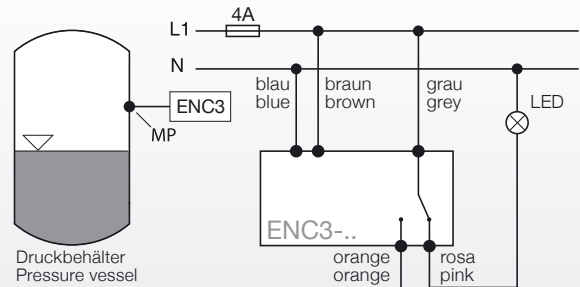 4A
L1
N
blau
blue
braun
brown
grau
grey
LED
ENC3
MP
ENC3-..
Druckbehälter
Pressure vessel
orange
orange
rosa
pink